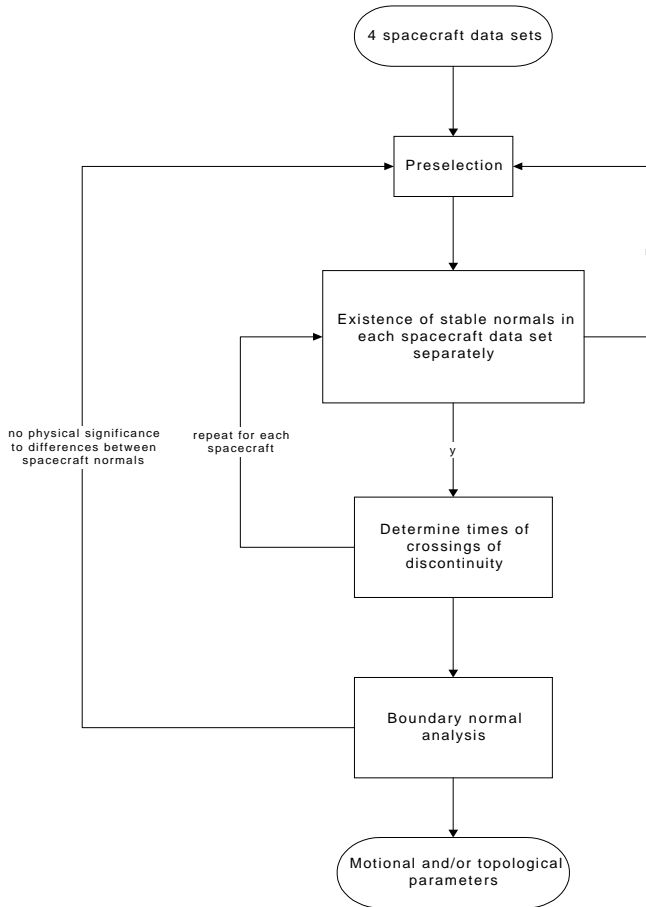 4 spacecraft data sets
Preselection
Existence of stable normals in
each spacecraft data set
separately
no physical significance
to differences between
spacecraft normals
repeat for each
spacecraft
y
Determine times of
crossings of
discontinuity
Boundary normal
analysis
Motional and/or topological
parameters